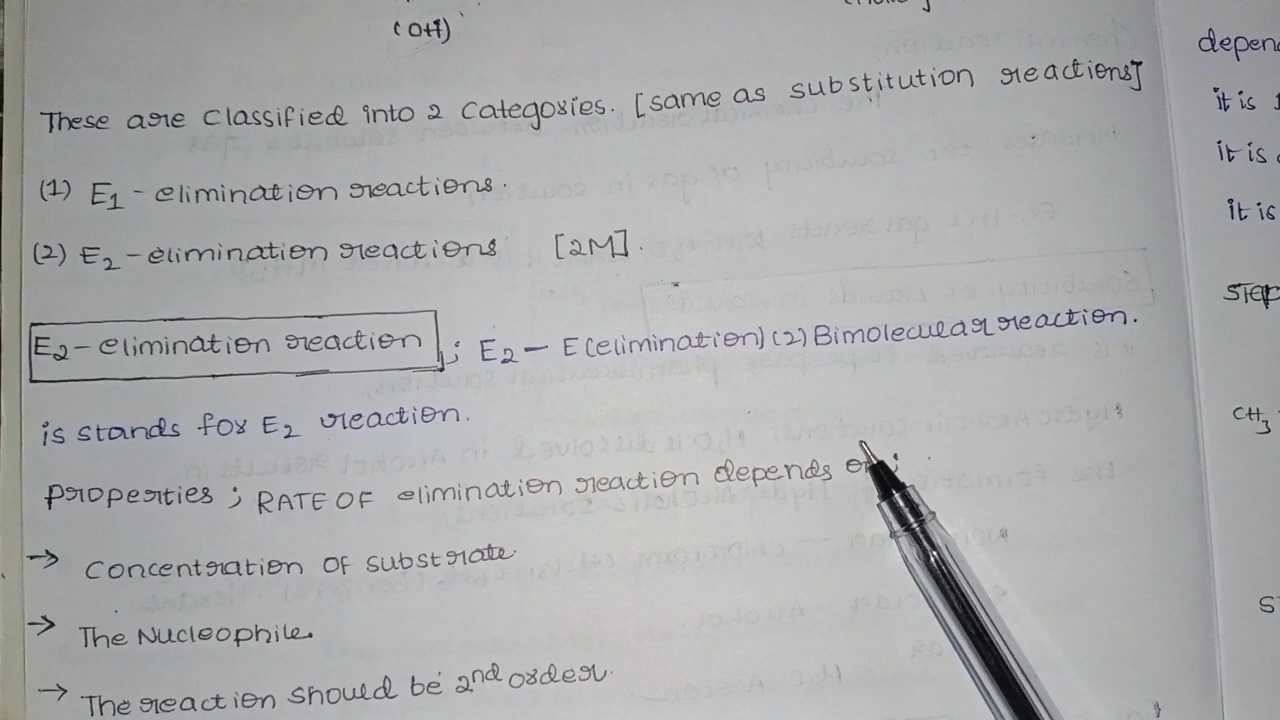 (OH)
These are classified into 2 categories. [same as substitution reactions]
(1) E1 - elimination reactions.
(2) E2 - elimination reactions [2M].
E2 - elimination reaction ; E2 - E(elimination) (2) Bimolecular reaction.
is stands for E2 reaction.
properties ; RATE OF elimination reaction depends on ;
→ concentration of substrate
→ The Nucleophile.
→ The reaction should be 2nd order.
it is
it is
it is
STEP
CH3